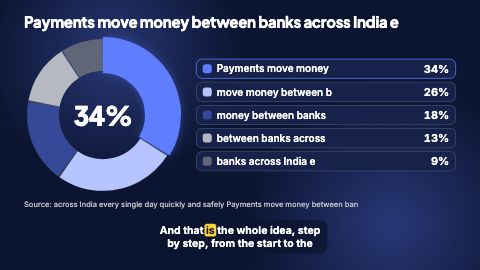 Payments move money between banks across India e
34%
Payments move money 34%
move money between b 26%
money between banks 18%
between banks across 13%
banks across India e 9%
Source: across India every single day quickly and safely Payments move money between ban
And that is the whole idea, step
by step, from the start to the